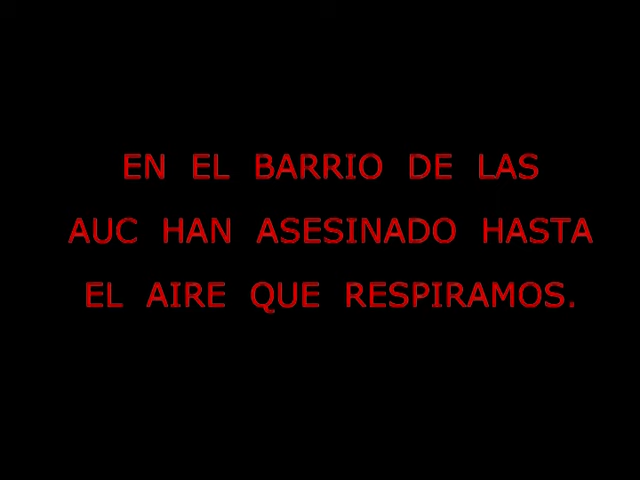 EN EL BARRIO DE LAS
AUC HAN ASESINADO HASTA
EL AIRE QUE RESPIRAMOS.